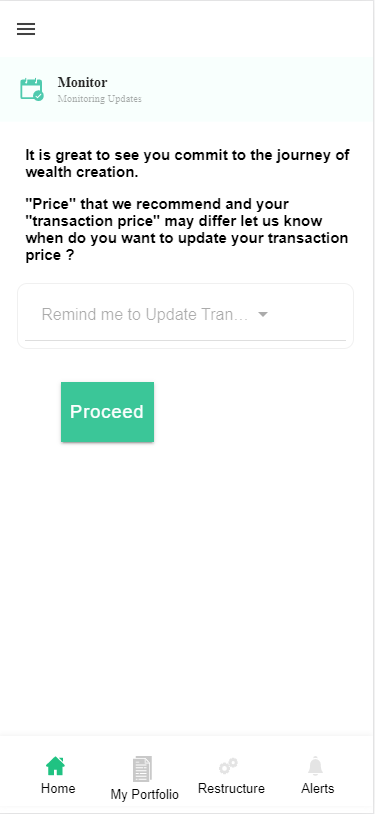 Monitor
Monitoring Updates
It is great to see you commit to the journey of
wealth creation.
"Price" that we recommend and your
"transaction price" may differ let us know
when do you want to update your transaction
price ?
Remind me to Update Tran...
Proceed
Home
My Portfolio
Restructure
Alerts